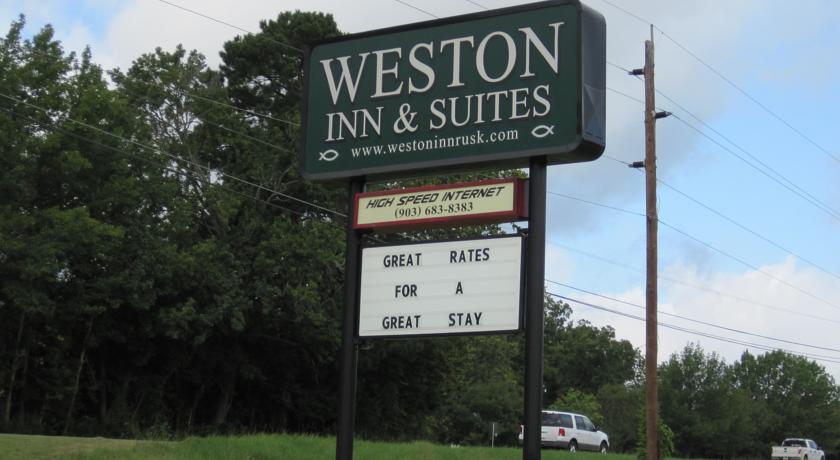 WESTON
INN & SUITES
www.westoninnrusk.com
HIGH SPEED INTERNET
(903) 683-8383
GREAT RATES
FOR A
GREAT STAY